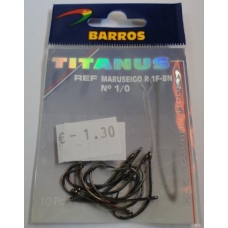 BARROS
TITANUS
REF MARUSEIGO R.1F-BN
Nº 1/0
€ - 1.30